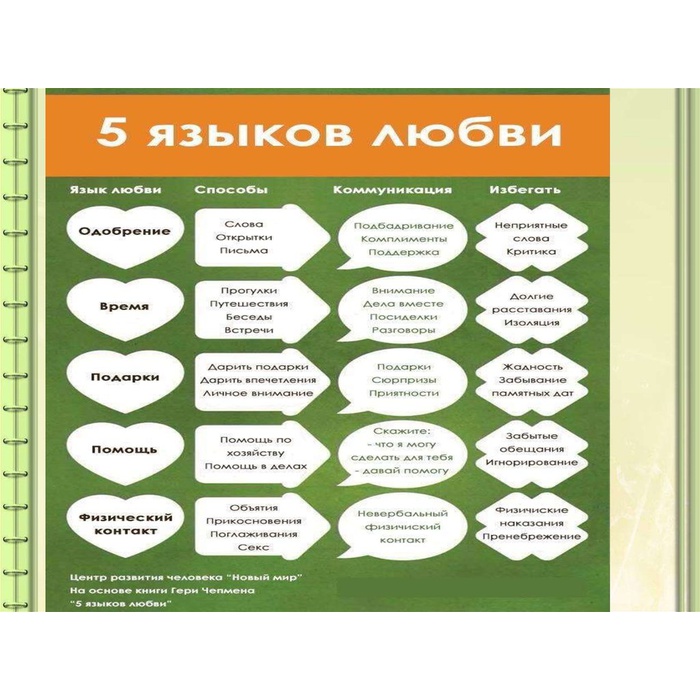 5 языков любви
Язык любви Способы Коммуникация Избегать
Одобрение
Слова
Открытки
Письма
Подбадривание
Комплименты
Поддержка
Неприятные
слова
Критика
Время
Прогулки
Путешествия
Беседы
Встречи
Внимание
Дела вместе
Посиделки
Разговоры
Долгие
расставания
Изоляция
Подарки
Дарить подарки
Дарить впечатления
Личное внимание
Подарки
Сюрпризы
Приятности
Жадность
Забывание
памятных дат
Помощь
Помощь по
хозяйству
Помощь в делах
Скажите:
- что я могу
сделать для тебя
- давай помогу
Забытые
обещания
Игнорирование
Физический
контакт
Объятия
Прикосновения
Поглаживания
Секс
Невербальный
физичиский
контакт
Физичиские
наказания
Пренебрежение
Центр развития человека "Новый мир"
На основе книги Гери Чепмена
"5 языков любви"